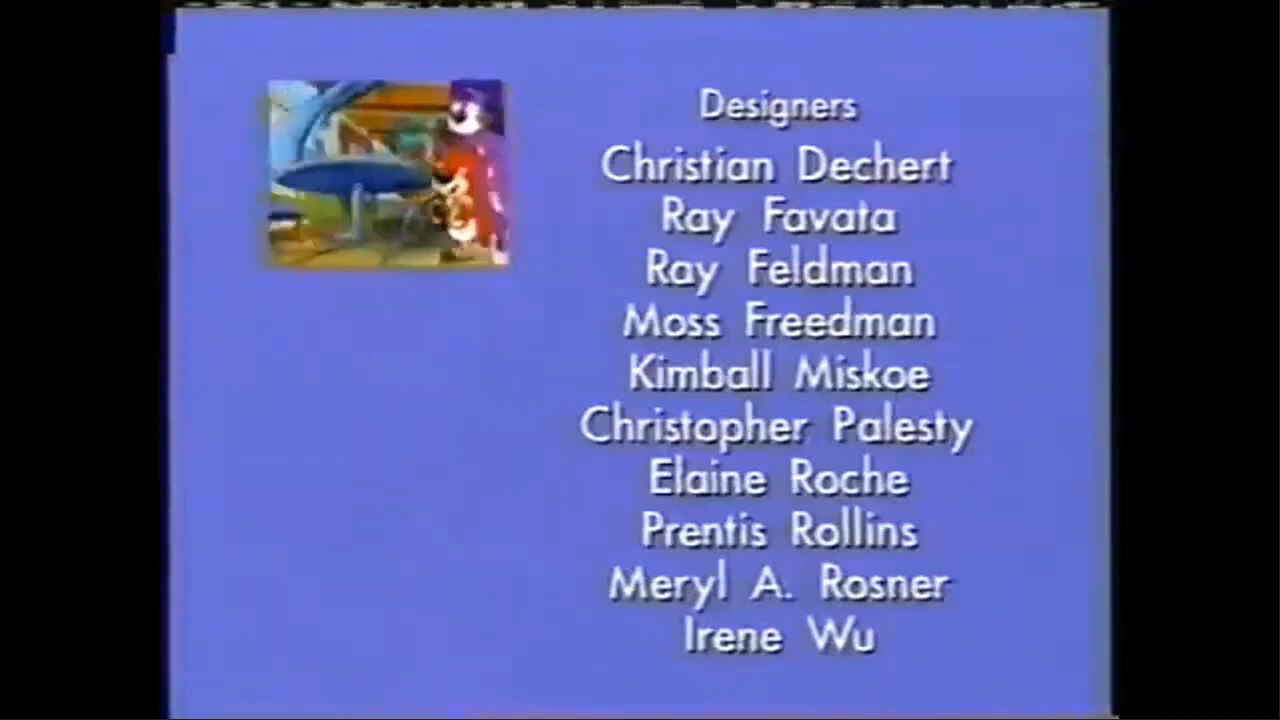 Designers
Christian Dechert
Ray Favata
Ray Feldman
Moss Freedman
Kimball Miskoe
Christopher Palesty
Elaine Roche
Prentis Rollins
Meryl A. Rosner
Irene Wu